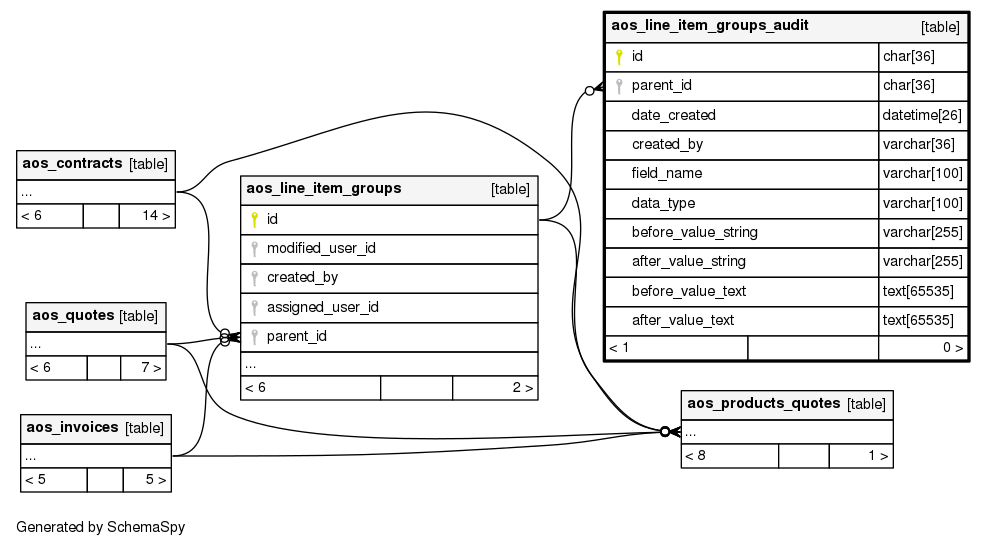 aos_line_item_groups_audit [table]
id char[36]
parent_id char[36]
date_created datetime[26]
created_by varchar[36]
field_name varchar[100]
data_type varchar[100]
before_value_string varchar[255]
after_value_string varchar[255]
before_value_text text[65535]
after_value_text text[65535]
< 1 0 >
aos_contracts [table]
...
< 6 14 >
aos_line_item_groups [table]
id
modified_user_id
created_by
assigned_user_id
parent_id
...
< 6 2 >
aos_quotes [table]
...
< 6 7 >
aos_invoices [table]
...
< 5 5 >
aos_products_quotes [table]
...
< 8 1 >
Generated by SchemaSpy